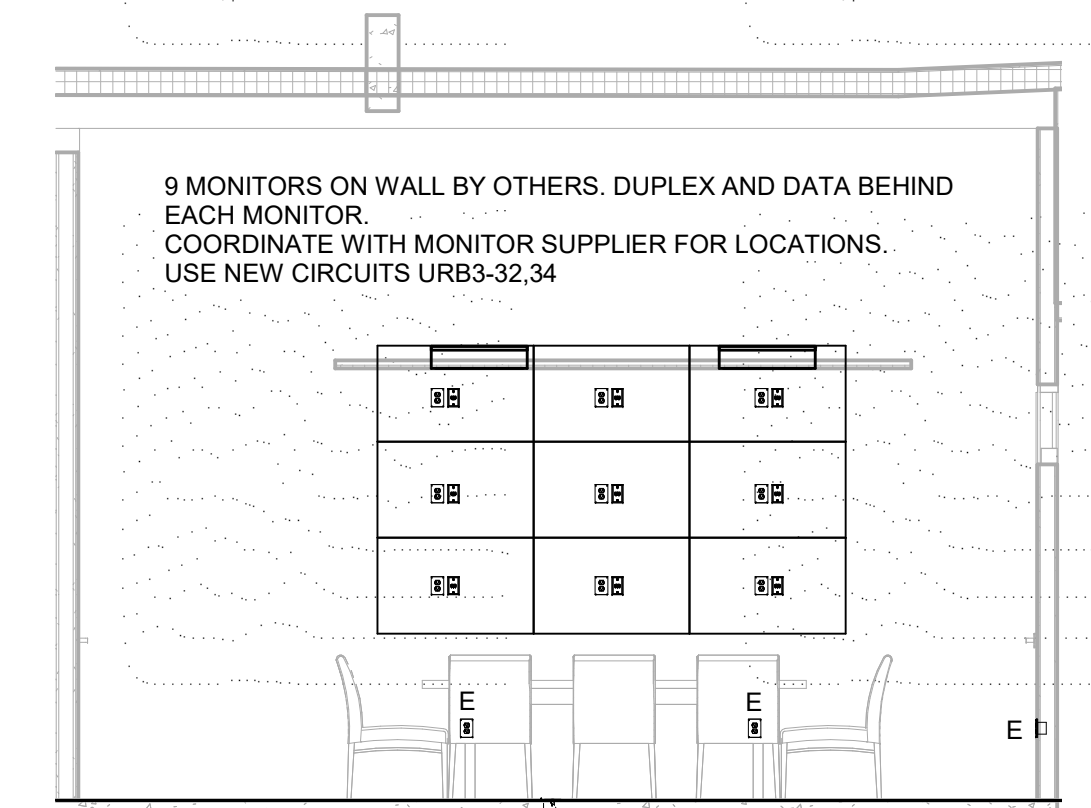 9 MONITORS ON WALL BY OTHERS. DUPLEX AND DATA BEHIND
EACH MONITOR.
COORDINATE WITH MONITOR SUPPLIER FOR LOCATIONS.
USE NEW CIRCUITS URB3-32,34
E
E
E